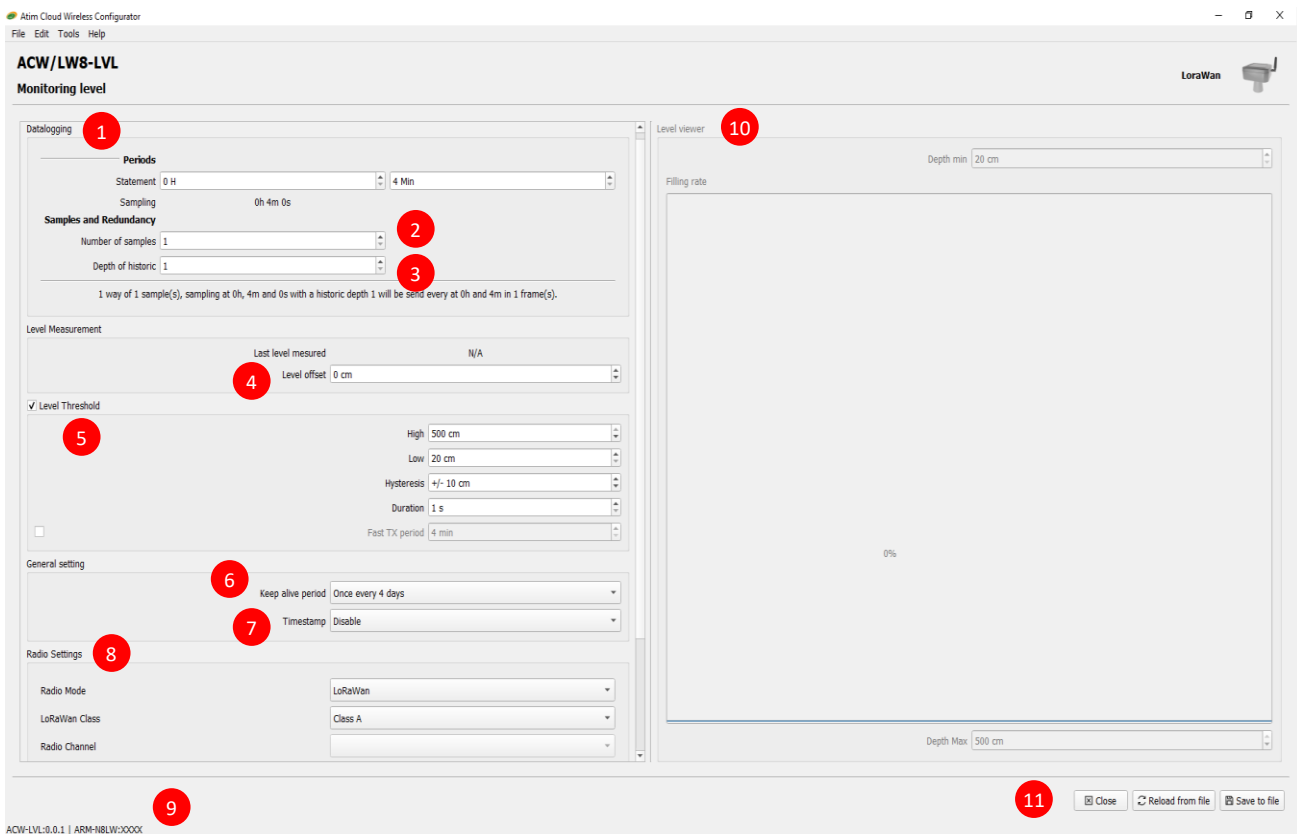 Atim Cloud Wireless Configurator
File Edit Tools Help
ACW/LW8-LVL
Monitoring level
LoraWan
Datalogging 1
Periods
Statement 0 H 4 Min
Sampling 0h 4m 0s
Samples and Redundancy
Number of samples 1 2
Depth of historic 1 3
1 way of 1 sample(s), sampling at 0h, 4m and 0s with a historic depth 1 will be send every at 0h and 4m in 1 frame(s).
Level Measurement
Last level mesured N/A
4 Level offset 0 cm
Level Threshold
5
High 500 cm
Low 20 cm
Hysteresis +/- 10 cm
Duration 1 s
Fast TX period 4 min
General setting
6 Keep alive period Once every 4 days
7 Timestamp Disable
Radio Settings 8
Radio Mode LoRaWan
LoRaWan Class Class A
Radio Channel
Level viewer 10
Depth min 20 cm
Filling rate
0%
Depth Max 500 cm
9
11 Close Reload from file Save to file
ACW-LVL:0.0.1 | ARM-N8LW:XXXX